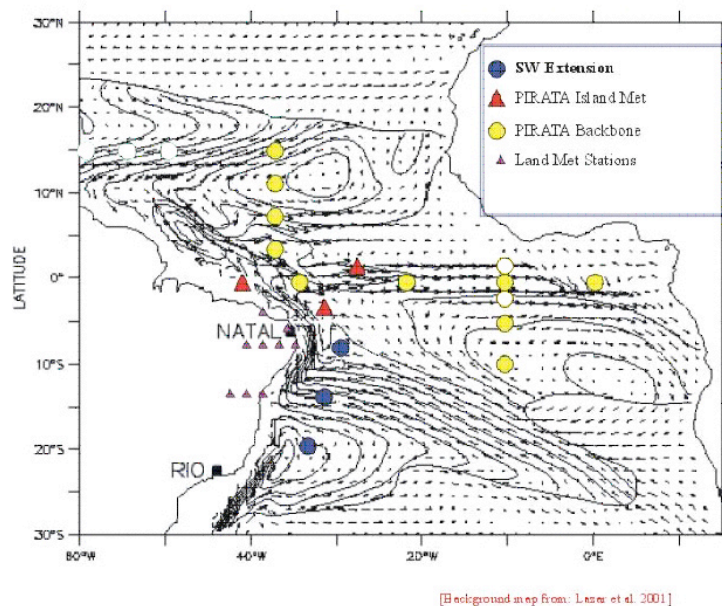 30°N
SW Extension
PIRATA Island Met
20°N
PIRATA Backbone
Land Met Stations
10°N
LATITUDE
0°
NATAL
10°S
20°S
RIO
30°S
60°W 40°W 20°W 0°E
[Background map from: Lazar et al. 2001]